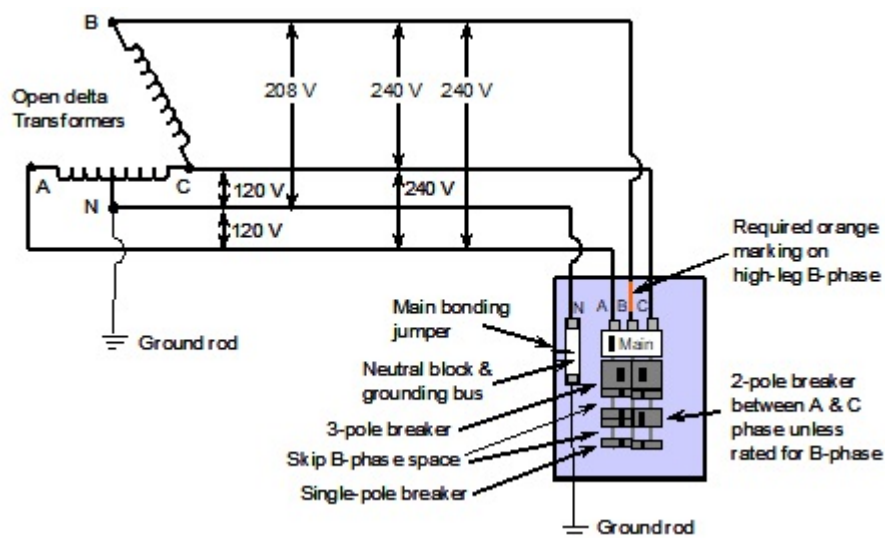 B
Open delta
Transformers
208 V
240 V
240 V
A
C
120 V
240 V
N
120 V
Required orange
marking on
high-leg B-phase
Main bonding
jumper
N
A
B
C
Ground rod
Main
Neutral block &
grounding bus
2-pole breaker
between A & C
phase unless
rated for B-phase
3-pole breaker
Skip B-phase space
Single-pole breaker
Ground rod